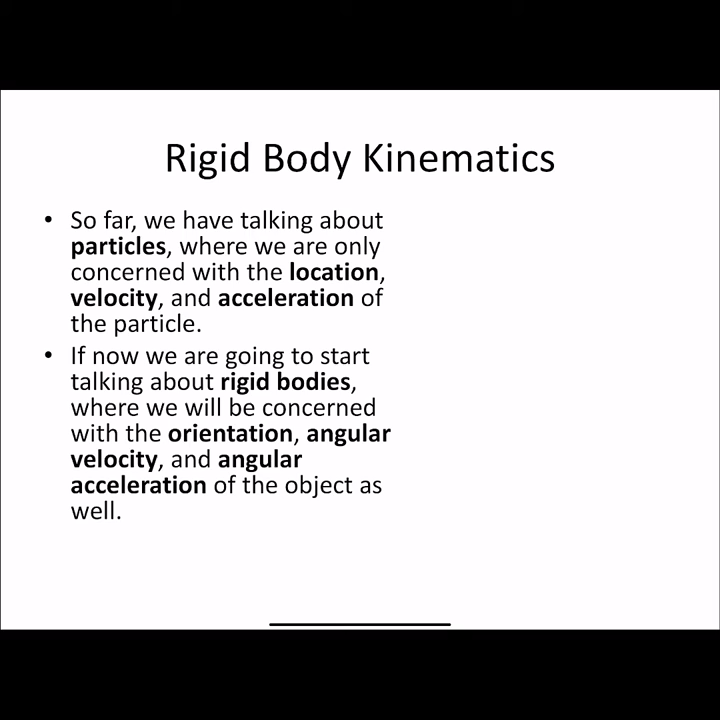 Rigid Body Kinematics
• So far, we have talking about
particles, where we are only
concerned with the location,
velocity, and acceleration of
the particle.
• If now we are going to start
talking about rigid bodies,
where we will be concerned
with the orientation, angular
velocity, and angular
acceleration of the object as
well.